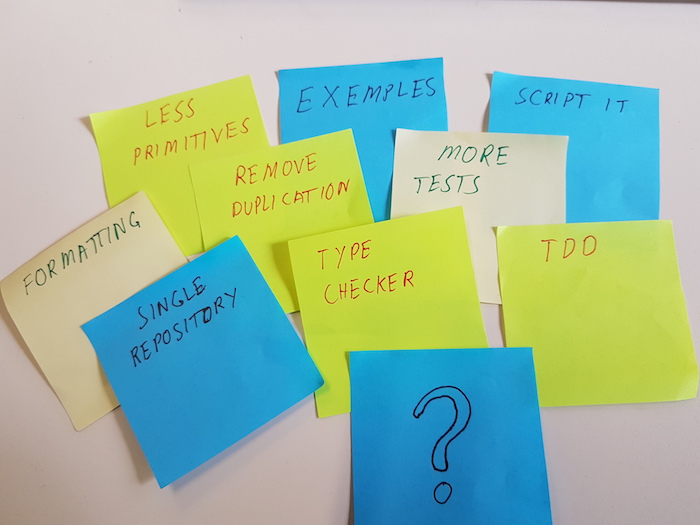 LESS
PRIMITIVES
EXEMPLES
SCRIPT IT
REMOVE
DUPLICATION
MORE
TESTS
FORMATTING
SINGLE
REPOSITORY
TYPE
CHECKER
TDD
?